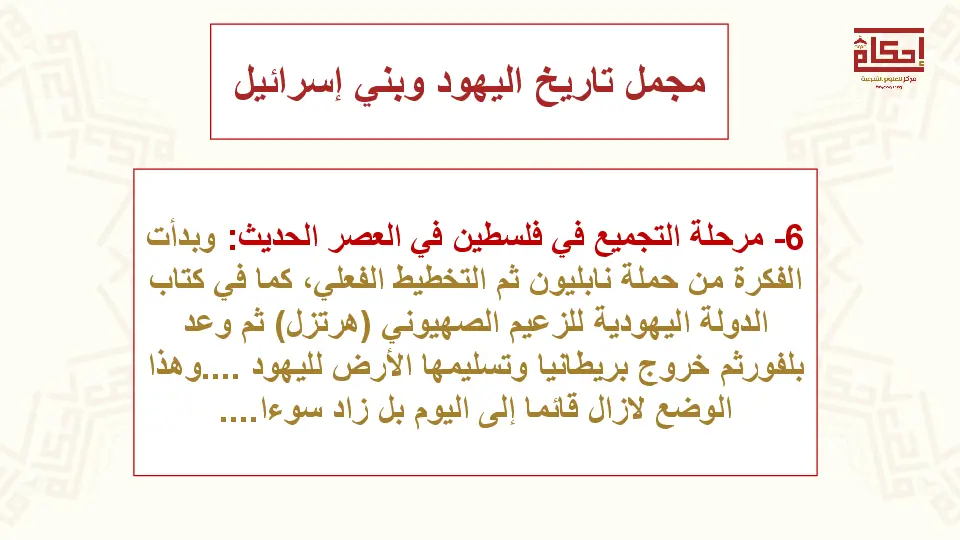 إحكام
مركز للعلوم الشرعية
مجمل تاريخ اليهود وبني إسرائيل
6- مرحلة التجميع في فلسطين في العصر الحديث: وبدأت
الفكرة من حملة نابليون ثم التخطيط الفعلي، كما في كتاب
الدولة اليهودية للزعيم الصهيوني (هرتزل) ثم وعد
بلفورثم خروج بريطانيا وتسليمها الأرض لليهود ....وهذا
الوضع لازال قائما إلى اليوم بل زاد سوءا....